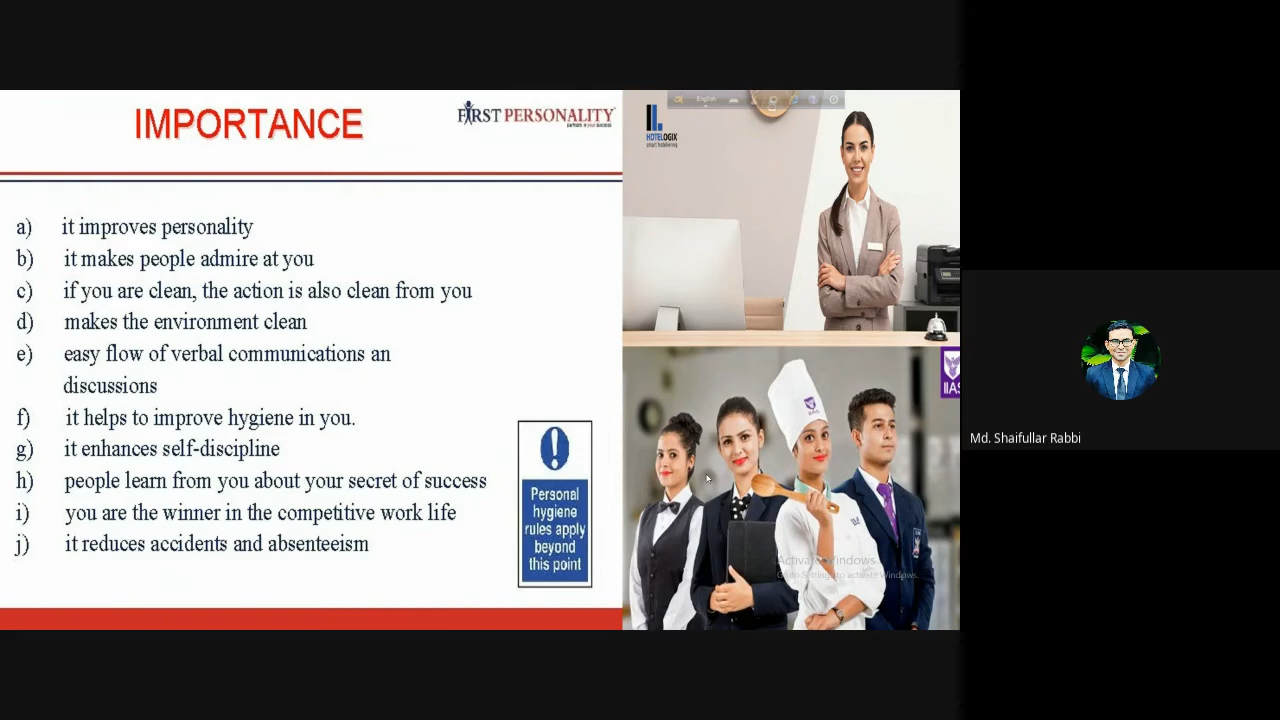 IMPORTANCE
FIRST PERSONALITY
partners in your success
a) it improves personality
b) it makes people admire at you
c) if you are clean, the action is also clean from you
d) makes the environment clean
e) easy flow of verbal communications an
discussions
f) it helps to improve hygiene in you.
g) it enhances self-discipline
h) people learn from you about your secret of success
i) you are the winner in the competitive work life
j) it reduces accidents and absenteeism
Personal
hygiene
rules apply
beyond
this point
English
HOTELOGIX
smart hoteliering
IIAS
IIAS
Activate Windows
Go to Settings to activate Windows.
Md. Shaifullar Rabbi